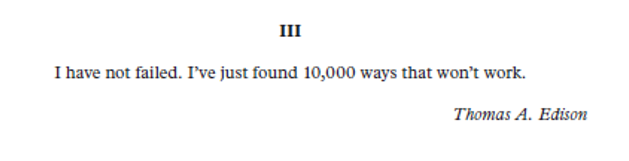 III
I have not failed. I’ve just found 10,000 ways that won’t work.
Thomas A. Edison